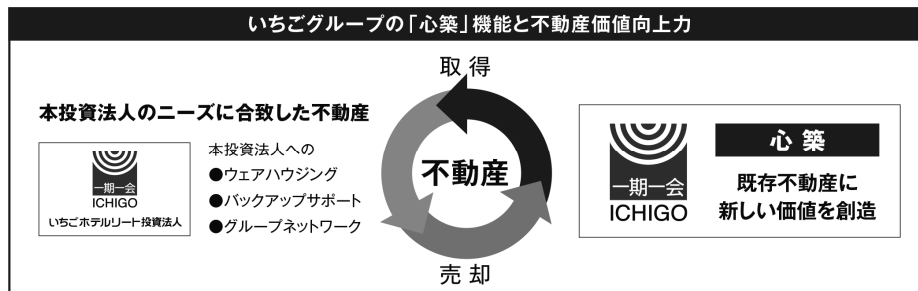 いちごグループの「心築」機能と不動産価値向上力
取得
本投資法人のニーズに合致した不動産
一期一会
ICHIGO
いちごホテルリート投資法人
本投資法人への
●ウェアハウジング
●バックアップサポート
●グループネットワーク
不動産
売却
一期一会
ICHIGO
心築
既存不動産に
新しい価値を創造